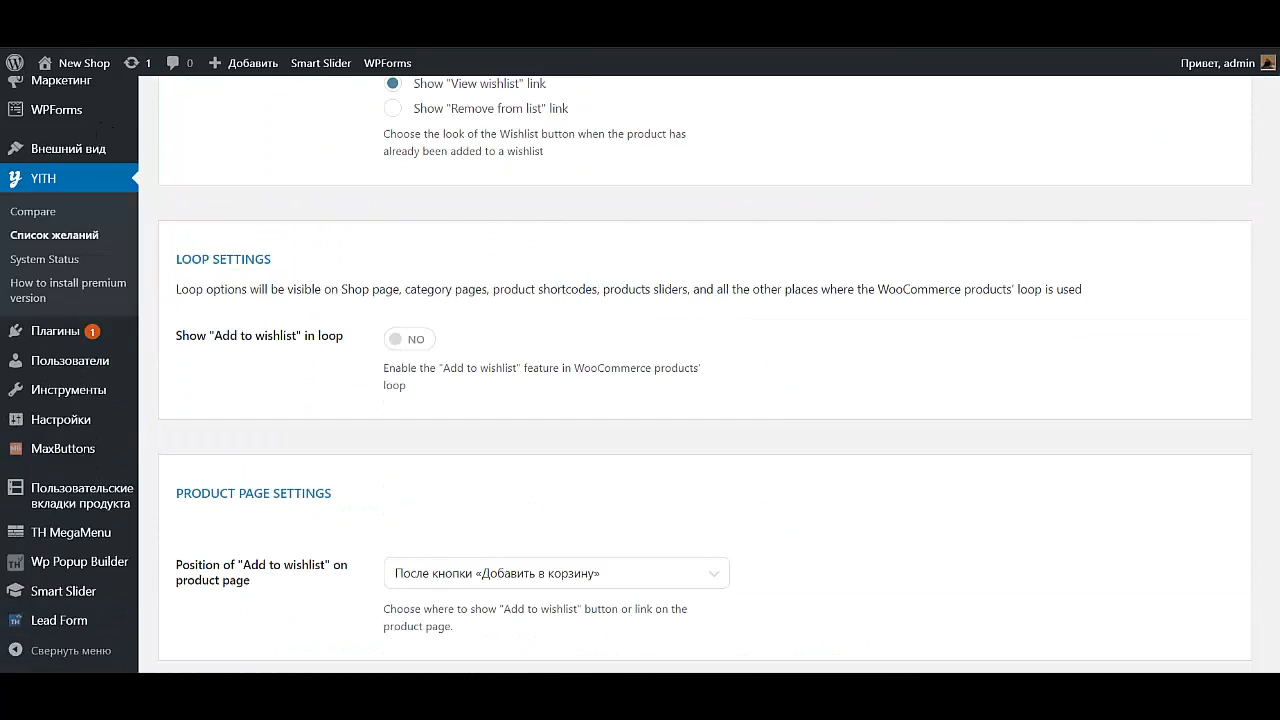 New Shop 1 0 Добавить Smart Slider WPForms Привет, admin
Маркетинг
WPForms
Внешний вид
YITH
Compare
Список желаний
System Status
How to install premium
version
Плагины 1
Пользователи
Инструменты
Настройки
MaxButtons
Пользовательские
вкладки продукта
TH MegaMenu
Wp Popup Builder
Smart Slider
Lead Form
Свернуть меню
Show "View wishlist" link
Show "Remove from list" link
Choose the look of the Wishlist button when the product has
already been added to a wishlist
LOOP SETTINGS
Loop options will be visible on Shop page, category pages, product shortcodes, products sliders, and all the other places where the WooCommerce products' loop is used
Show "Add to wishlist" in loop
NO
Enable the "Add to wishlist" feature in WooCommerce products'
loop
PRODUCT PAGE SETTINGS
Position of "Add to wishlist" on
product page
После кнопки «Добавить в корзину»
Choose where to show "Add to wishlist" button or link on the
product page.